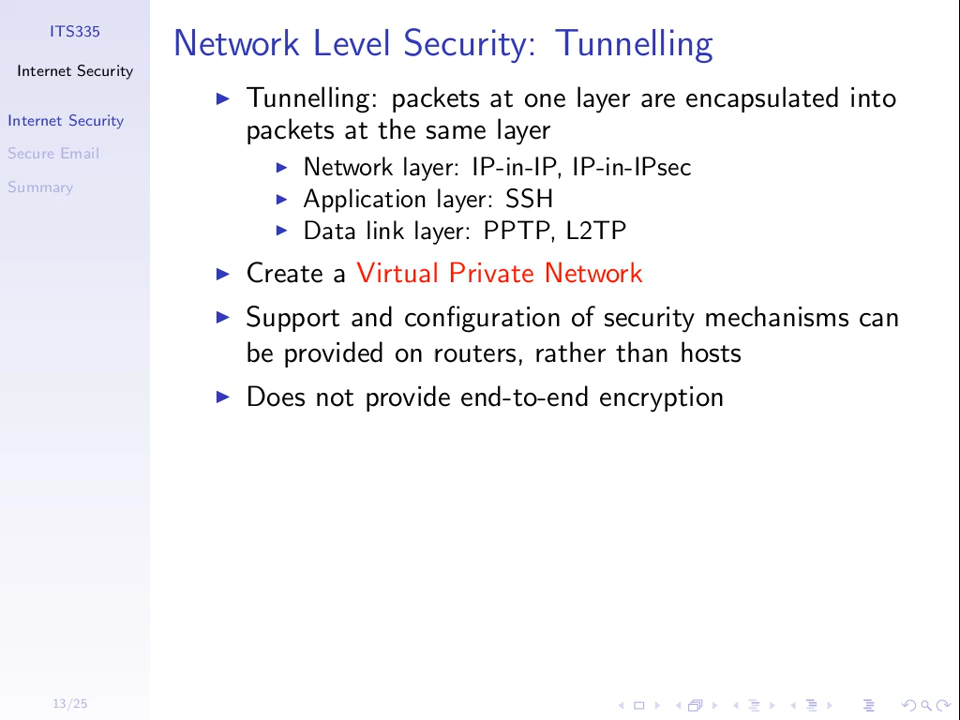 ITS335
Internet Security
Internet Security
Secure Email
Summary
Network Level Security: Tunnelling
Tunnelling: packets at one layer are encapsulated into
packets at the same layer
Network layer: IP-in-IP, IP-in-IPsec
Application layer: SSH
Data link layer: PPTP, L2TP
Create a Virtual Private Network
Support and configuration of security mechanisms can
be provided on routers, rather than hosts
Does not provide end-to-end encryption
13/25